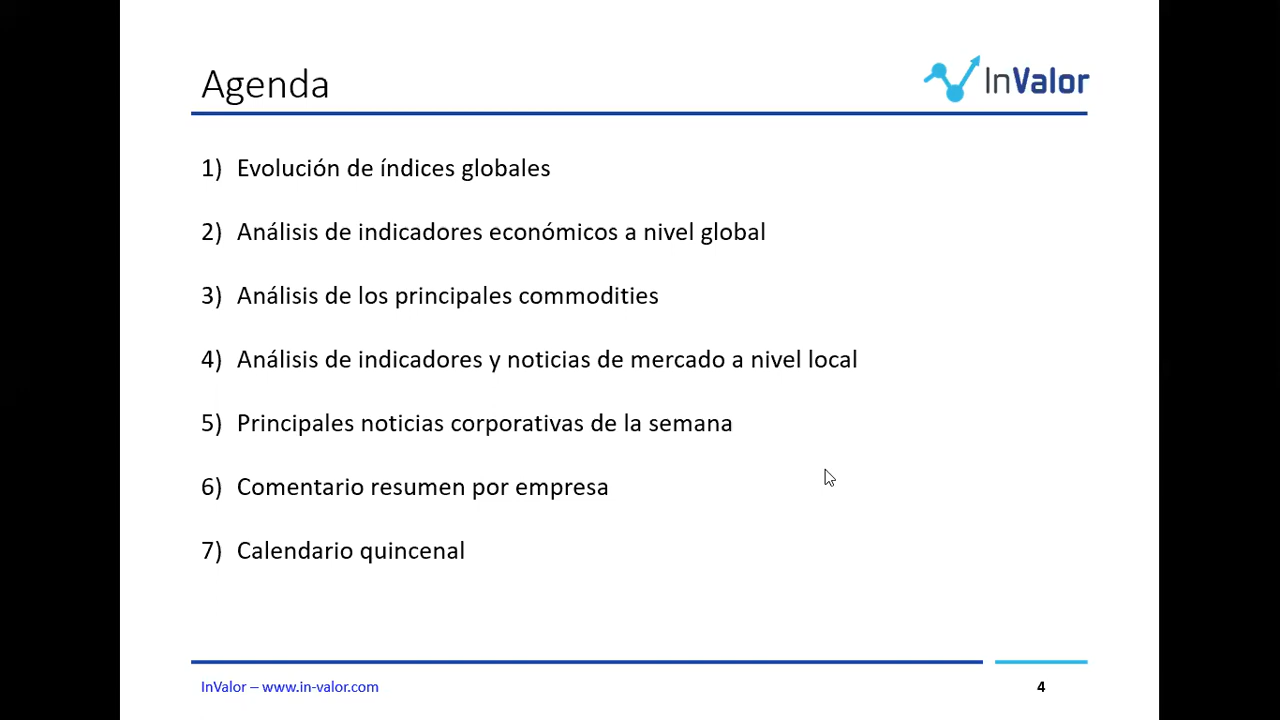 Agenda
InValor
1) Evolución de índices globales
2) Análisis de indicadores económicos a nivel global
3) Análisis de los principales commodities
4) Análisis de indicadores y noticias de mercado a nivel local
5) Principales noticias corporativas de la semana
6) Comentario resumen por empresa
7) Calendario quincenal
InValor – www.in-valor.com
4